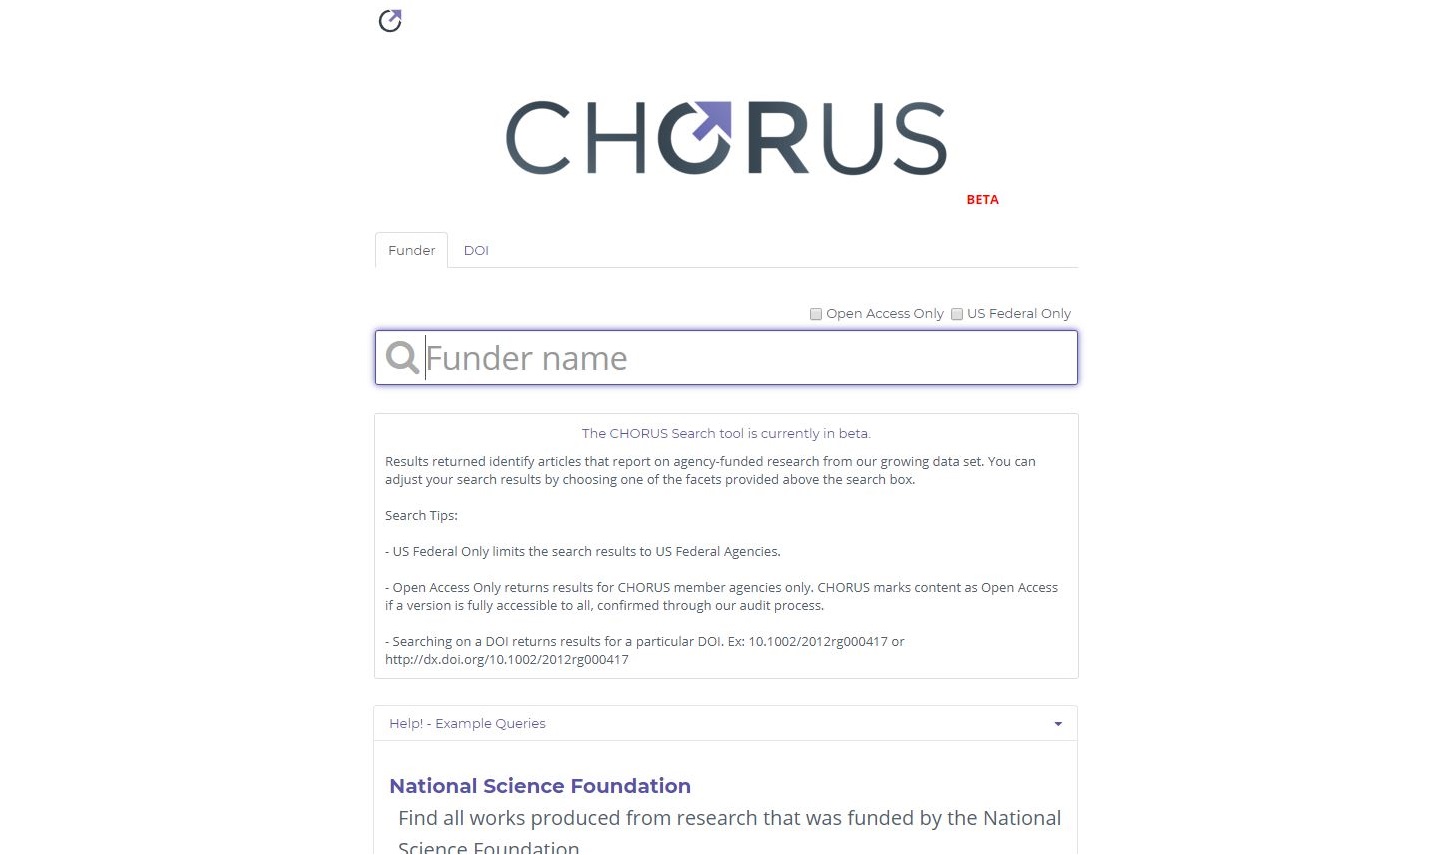 CHORUS
BETA
Funder DOI
Open Access Only US Federal Only
Funder name
The CHORUS Search tool is currently in beta.
Results returned identify articles that report on agency-funded research from our growing data set. You can
adjust your search results by choosing one of the facets provided above the search box.
Search Tips:
- US Federal Only limits the search results to US Federal Agencies.
- Open Access Only returns results for CHORUS member agencies only. CHORUS marks content as Open Access
if a version is fully accessible to all, confirmed through our audit process.
- Searching on a DOI returns results for a particular DOI. Ex: 10.1002/2012rg000417 or
http://dx.doi.org/10.1002/2012rg000417
Help! - Example Queries
National Science Foundation
Find all works produced from research that was funded by the National
Science Foundation